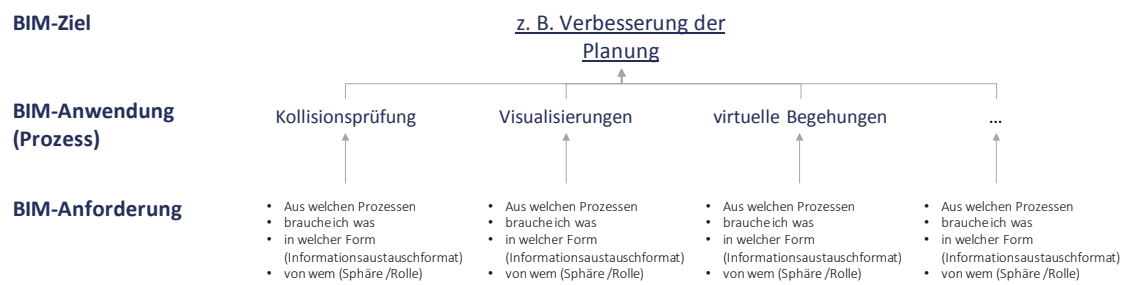 BIM-Ziel
z. B. Verbesserung der
Planung
BIM-Anwendung
(Prozess)
Kollisionsprüfung
Visualisierungen
virtuelle Begehungen
...
BIM-Anforderung
• Aus welchen Prozessen
• brauche ich was
• in welcher Form
(Informationsaustauschformat)
• von wem (Sphäre /Rolle)
• Aus welchen Prozessen
• brauche ich was
• in welcher Form
(Informationsaustauschformat)
• von wem (Sphäre /Rolle)
• Aus welchen Prozessen
• brauche ich was
• in welcher Form
(Informationsaustauschformat)
• von wem (Sphäre /Rolle)
• Aus welchen Prozessen
• brauche ich was
• in welcher Form
(Informationsaustauschformat)
• von wem (Sphäre /Rolle)